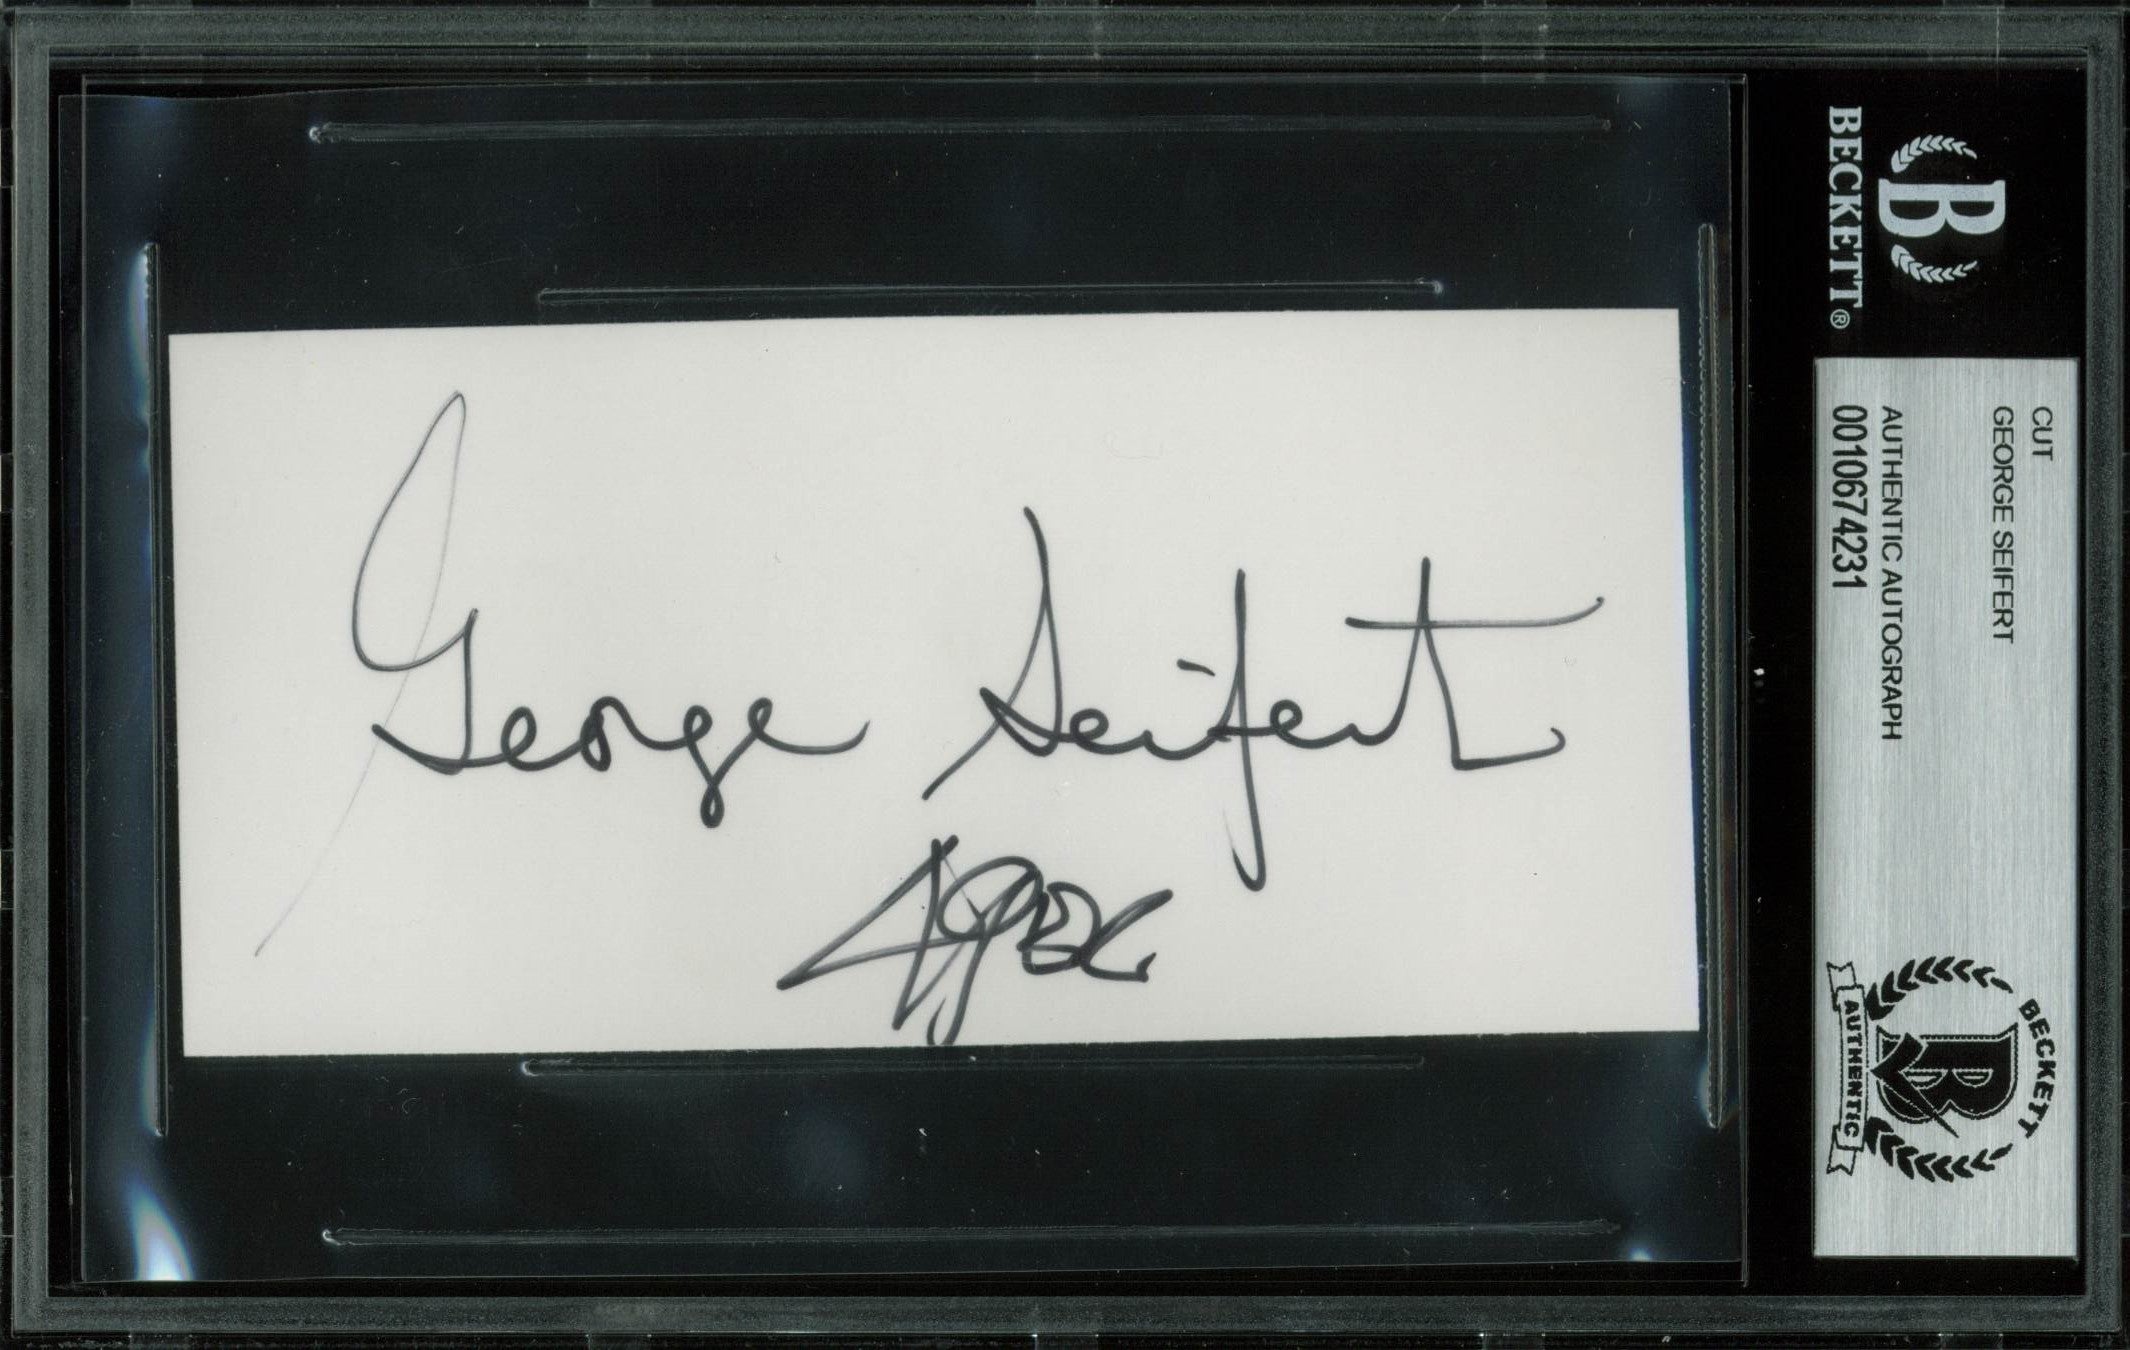 George Seifert
B
BECKETT®
CUT
GEORGE SEIFERT
AUTHENTIC AUTOGRAPH
0010674231
BECKETT
B
AUTHENTIC